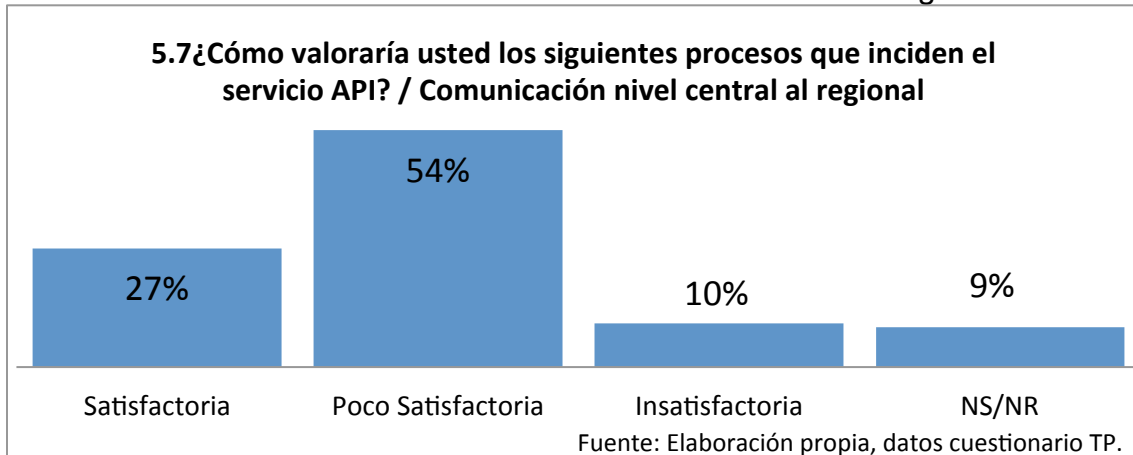 5.7¿Cómo valoraría usted los siguientes procesos que inciden el
servicio API? / Comunicación nivel central al regional
54%
27%
10%
9%
Satisfactoria
Poco Satisfactoria
Insatisfactoria
NS/NR
Fuente: Elaboración propia, datos cuestionario TP.